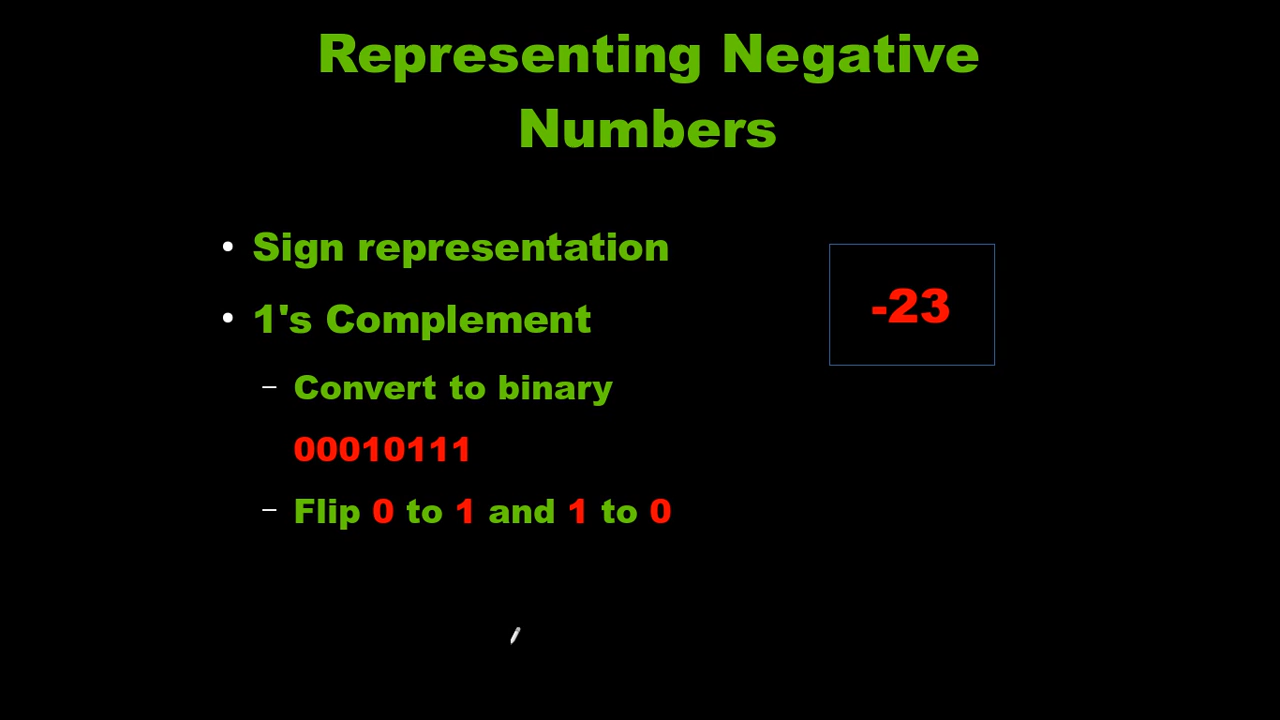 Representing Negative
Numbers
• Sign representation
• 1's Complement
– Convert to binary
00010111
– Flip 0 to 1 and 1 to 0
-23